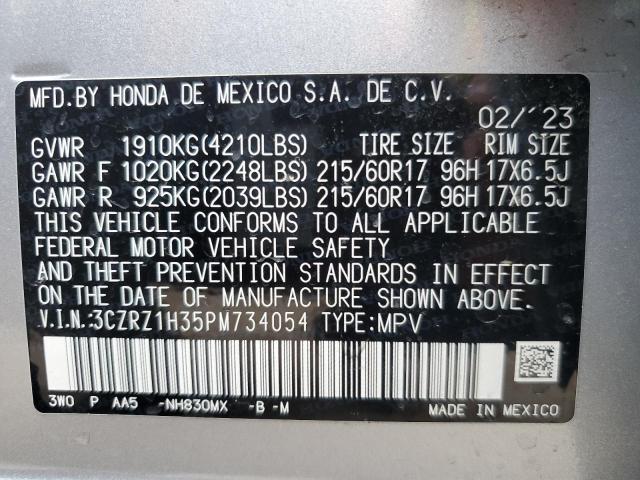 MFD.BY HONDA DE MEXICO S.A. DE C.V.
02/'23
GVWR 1910KG(4210LBS) TIRE SIZE RIM SIZE
GAWR F 1020KG(2248LBS) 215/60R17 96H 17X6.5J
GAWR R 925KG(2039LBS) 215/60R17 96H 17X6.5J
THIS VEHICLE CONFORMS TO ALL APPLICABLE
FEDERAL MOTOR VEHICLE SAFETY
AND THEFT PREVENTION STANDARDS IN EFFECT
ON THE DATE OF MANUFACTURE SHOWN ABOVE.
V.I.N.:3CZRZ1H35PM734054 TYPE:MPV
3W0 P AA5 -NH830MX -B -M
MADE IN MEXICO